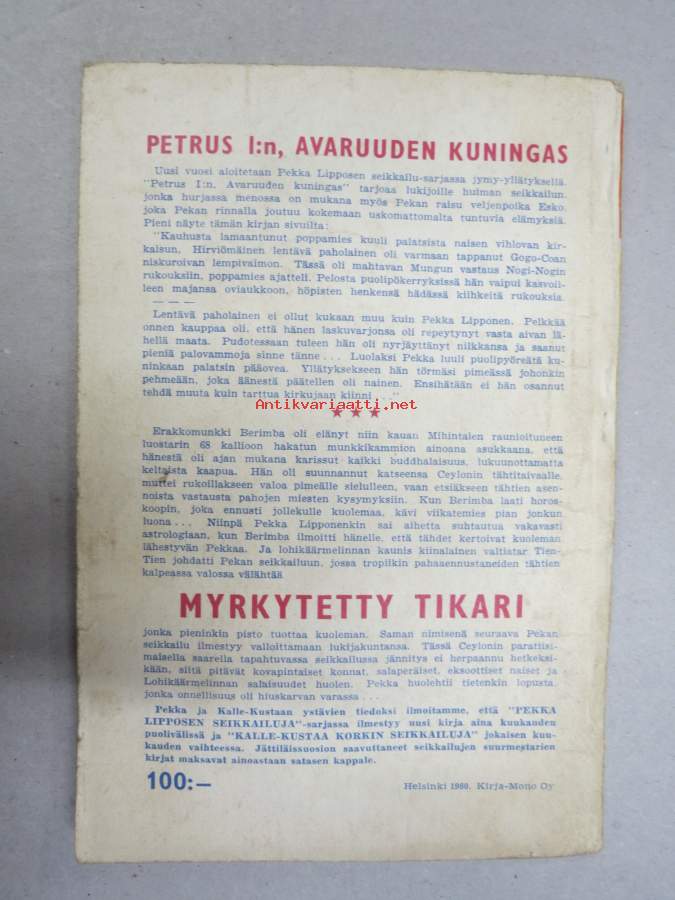 PETRUS I:n, AVARUUDEN KUNINGAS
Uusi vuosi aloitetaan Pekka Lipposen seikkailu-sarjassa jymy-yllätyksellä.
"Petrus I:n. Avaruuden kuningas" tarjoaa lukijoille huiman seikkailun,
jonka hurjassa menossa on mukana myös Pekan raisu veljenpoika Esko,
joka Pekan rinnalla joutuu kokemaan uskomattomalta tuntuvia elämyksiä.
Pieni näyte tämän kirjan sivuilta:
"Kauhusta lamaantunut poppamies kuuli palatsista naisen vihlovan kir-
kaisun. Hirviömäinen lentävä paholainen oli varmaan tappanut Gogo-Goan
niskuroivan lempivaimon. Tässä oli mahtavan Mungun vastaus Nogi-Nogin
rukouksiin, poppamies ajatteli. Pelosta puolipökerryksissä hän vaipui kasvoil-
leen majansa oviaukkoon, höpisten henkensä hädässä kiihkeitä rukouksia.
— — —
Lentävä paholainen ei ollut kukaan muu kuin Pekka Lipponen. Pelkkää
onnen kauppaa oli, että hänen laskuvarjonsa oli repeytynyt vasta aivan lä-
hellä maata. Pudotessaan tuleen hän oli nyrjäyttänyt nilkkansa ja saanut
pieniä palovammoja sinne tänne... Luolaksi Pekka luuli puolipyöreätä ku-
ninkaan palatsin pääovea. Yllätyksekseen hän törmäsi pimeässä johonkin
pehmeään, joka äänestä päätellen oli nainen. Ensihätään ei hän osannut
tehdä muuta kuin tarttua kirkujaan kiinni ..."
Antikvariaatti.net
★ ★ ★
Erakkomunkki Berimba oli elänyt niin kauan Mihintalen raunioituneen
luostarin 68 kallioon hakatun munkkikammion ainoana asukkaana, että
hänestä oli ajan mukana karissut kaikki buddhalaisuus, lukuunottamatta
keltaista kaapua. Hän oli suunnannut katseensa Ceylonin tähtitaivaalle,
muttei rukoillakseen valoa pimeälle sielulleen, vaan etsiäkseen tähtien asen-
noista vastausta pahojen miesten kysymyksiin. Kun Berimba laati horos-
koopin, joka ennusti jollekulle kuolemaa, kävi viikatemies pian jonkun
luona... Niinpä Pekka Lipponenkin sai aihetta suhtautua vakavasti
astrologiaan, kun Berimba ilmoitti hänelle, että tähdet kertoivat kuoleman
lähestyvän Pekkaa. Ja lohikäärmelinnan kaunis kiinalainen valtiatar Tien-
Tien johdatti Pekan seikkailuun, jossa tropiikin pahaaennustaneiden tähtien
kalpeassa valossa välähtää
MYRKYTETTY TIKARI
jonka pieninkin pisto tuottaa kuoleman. Saman nimisenä seuraava Pekan
seikkailu ilmestyy valloittamaan lukijakuntansa. Tässä Ceylonin paratiisi-
maisella saarella tapahtuvassa seikkailussa jännitys ei herpaannu hetkeksi-
kään, siitä pitävät kovapintaiset konnat, salaperäiset, eksoottiset naiset ja
Lohikäärmelinnan salaisuudet huolen. Pekka huolehtii tietenkin lopusta,
jonka onnellisuus oli hiuskarvan varassa ....
Pekka ja Kalle-Kustaan ystävien tiedoksi ilmoitamme, että "PEKKA
LIPPOSEN SEIKKAILUJA"-sarjassa ilmestyy uusi kirja aina kuukauden
puolivälissä ja "KALLE-KUSTAA KORKIN SEIKKAILUJA" jokaisen kuu-
kauden vaihteessa. Jättiläissuosion saavuttaneet seikkailujen suurmestarien
kirjat maksavat ainoastaan satasen kappale.
100:— Helsinki 1960. Kirja-Mono Oy